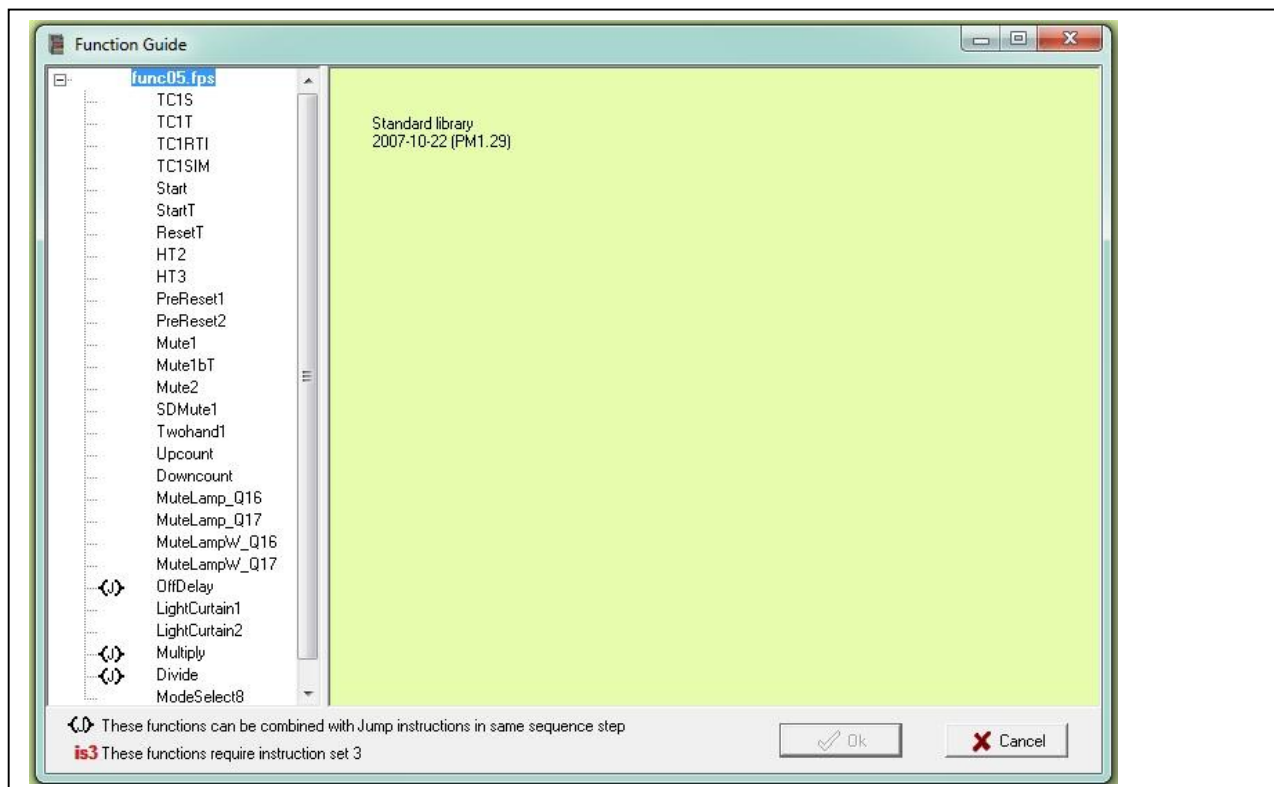 Function Guide
func05.fps
TC1S
TC1T
TC1RTI
TC1SIM
Start
StartT
ResetT
HT2
HT3
PreReset1
PreReset2
Mute1
Mute1bT
Mute2
SDMute1
Twohand1
Upcount
Downcount
MuteLamp_Q16
MuteLamp_Q17
MuteLampW_Q16
MuteLampW_Q17
{J} OffDelay
LightCurtain1
LightCurtain2
{J} Multiply
{J} Divide
ModeSelect8
Standard library
2007-10-22 (PM1.29)
{J} These functions can be combined with Jump instructions in same sequence step
is3 These functions require instruction set 3
Ok
Cancel